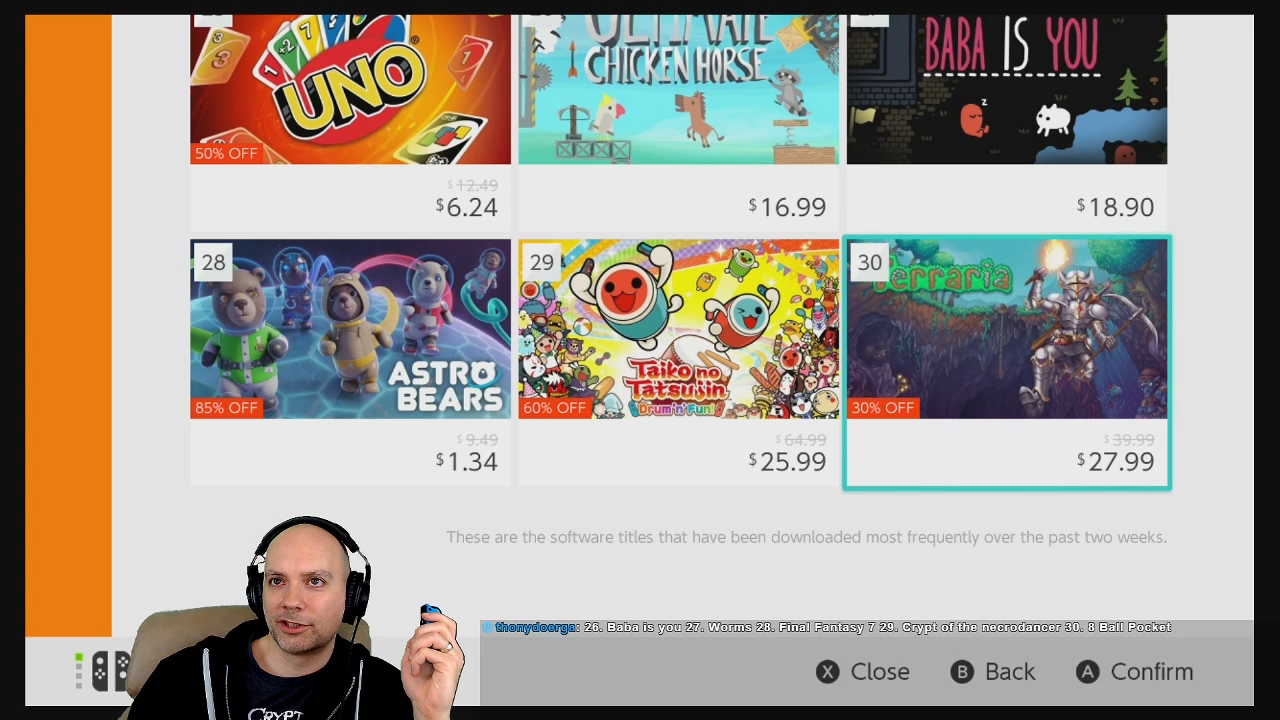 UNO
®
50% OFF
$12.49
$6.24
ULTIMATE
CHICKEN HORSE
$16.99
BABA IS YOU
z
$18.90
28
ASTRO
BEARS
85% OFF
$9.49
$1.34
29
Taiko no
Tatsujin
Drum'n'Fun!
60% OFF
$64.99
$25.99
30
Terraria
30% OFF
$39.99
$27.99
These are the software titles that have been downloaded most frequently over the past two weeks.
thonydoerga: 26. Baba is you 27. Worms 28. Final Fantasy 7 29. Crypt of the necrodancer 30. 8 Ball Pocket
X Close B Back A Confirm
CRYPT